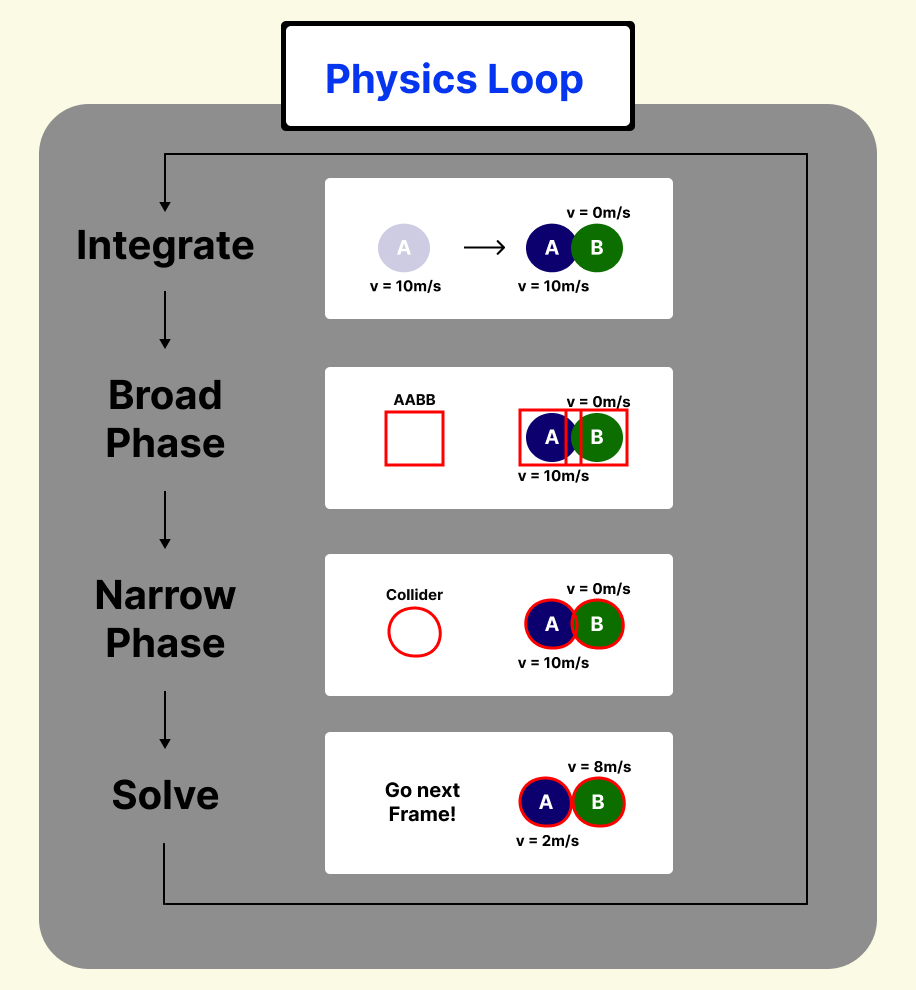 Physics Loop
Integrate
v = 0m/s
A
A
B
v = 10m/s
v = 10m/s
Broad
Phase
AABB
v = 0m/s
A
B
v = 10m/s
Narrow
Phase
Collider
v = 0m/s
A
B
v = 10m/s
Solve
Go next
Frame!
v = 8m/s
A
B
v = 2m/s